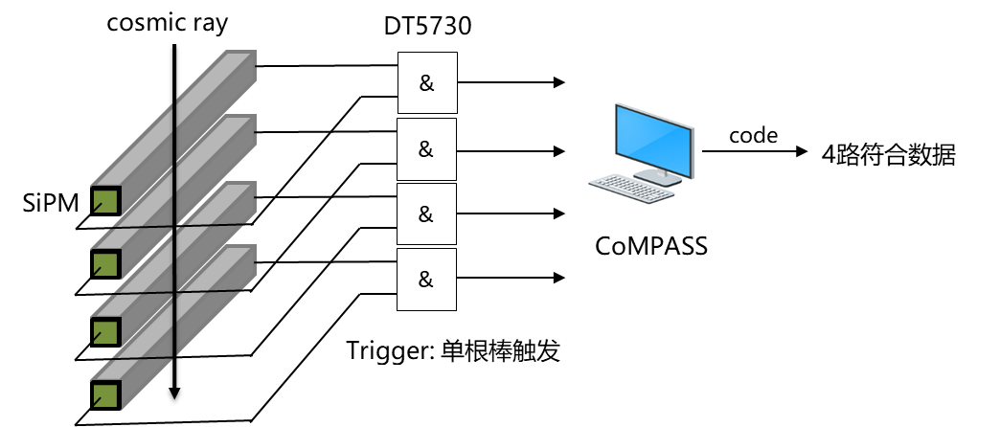 cosmic ray
DT5730
&
&
&
&
SiPM
code
4路符合数据
CoMPASS
Trigger: 单根棒触发